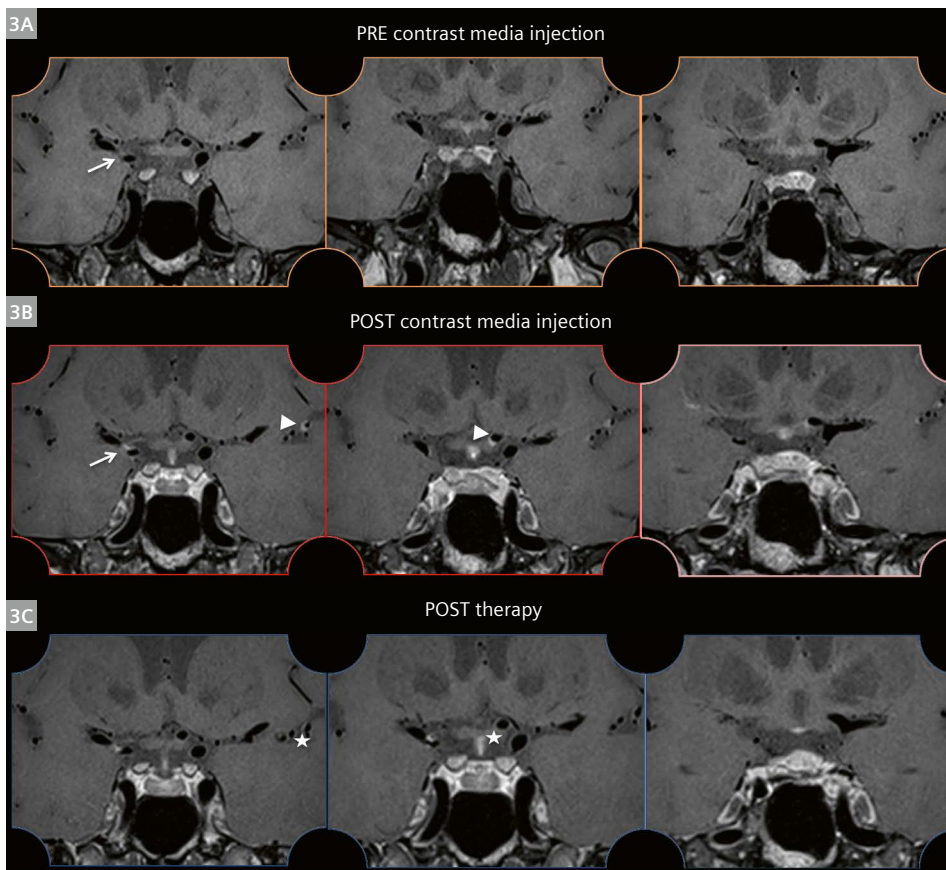 3A
PRE contrast media injection
3B
POST contrast media injection
3C
POST therapy